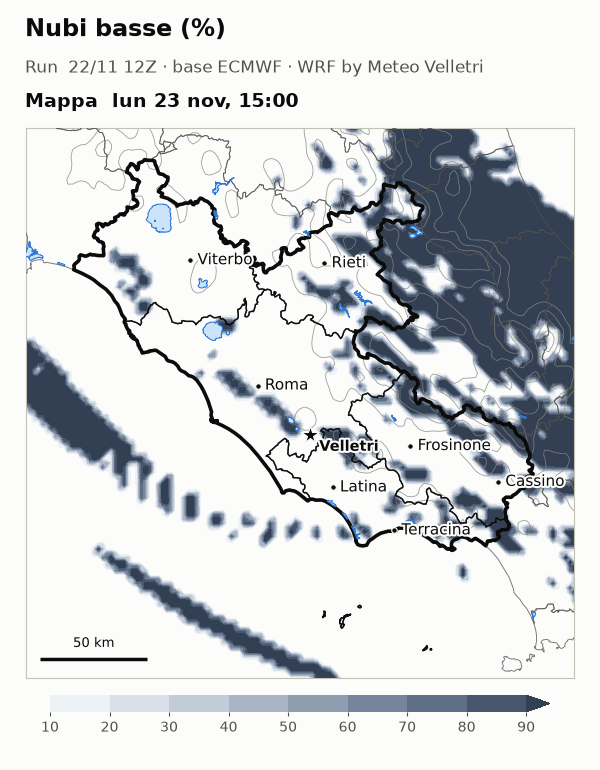 Nubi basse (%)
Run  22/11 12Z · base ECMWF · WRF by Meteo Velletri
Mappa  lun 23 nov, 15:00
Viterbo
Rieti
Roma
Velletri
Frosinone
Cassino
Latina
Terracina
50 km
10 20 30 40 50 60 70 80 90